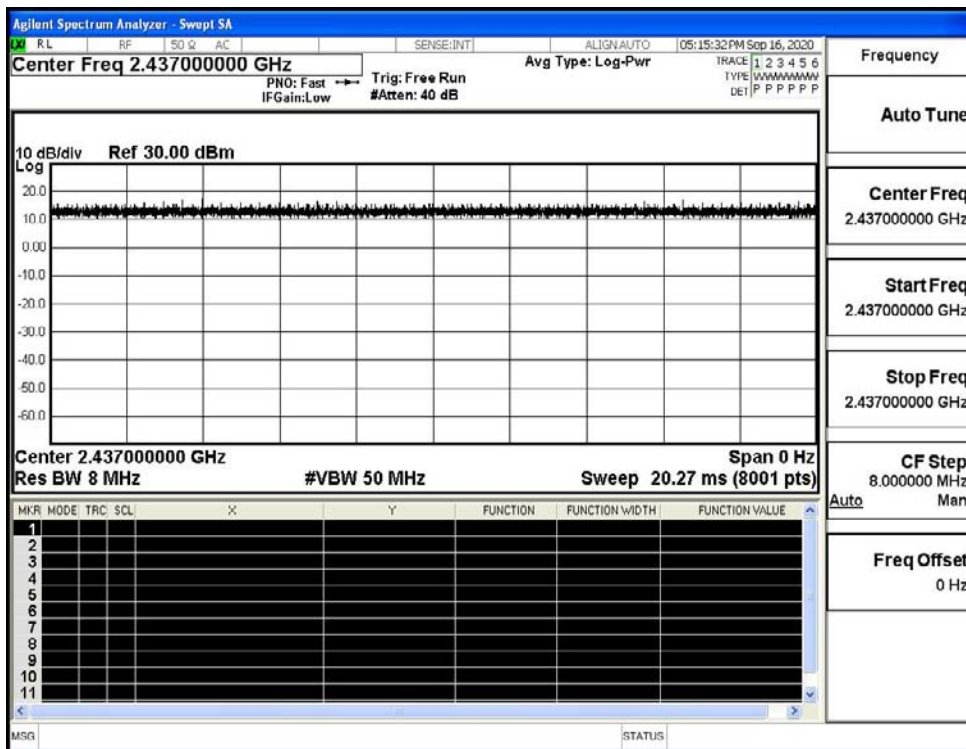 Agilent Spectrum Analyzer - Swept SA
LXI RL RF 50 Ω AC SENSE:INT ALIGNAUTO 05:15:32 PM Sep 16, 2020
Center Freq 2.437000000 GHz
PNO: Fast
IFGain:Low
Trig: Free Run
#Atten: 40 dB
Avg Type: Log-Pwr
TRACE 1 2 3 4 5 6
TYPE WWWWWW
DET P P P P P P
10 dB/div Ref 30.00 dBm
Log
20.0
10.0
0.00
-10.0
-20.0
-30.0
-40.0
-50.0
-60.0
Center 2.437000000 GHz Span 0 Hz
Res BW 8 MHz #VBW 50 MHz Sweep 20.27 ms (8001 pts)
MKR MODE TRC SCL X Y FUNCTION FUNCTION WIDTH FUNCTION VALUE
1
2
3
4
5
6
7
8
9
10
11
MSG STATUS
Frequency
Auto Tune
Center Freq
2.437000000 GHz
Start Freq
2.437000000 GHz
Stop Freq
2.437000000 GHz
CF Step
8.000000 MHz
Auto Man
Freq Offset
0 Hz